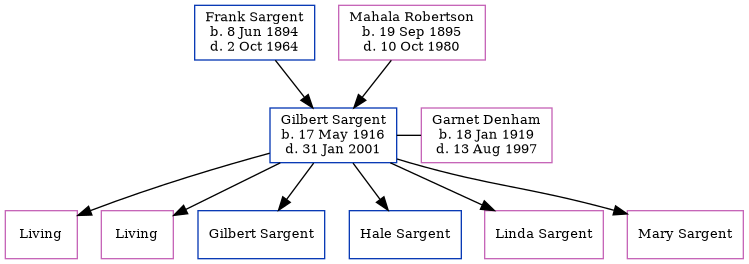 Frank Sargent
b. 8 Jun 1894
d. 2 Oct 1964
Mahala Robertson
b. 19 Sep 1895
d. 10 Oct 1980
Gilbert Sargent
b. 17 May 1916
d. 31 Jan 2001
Garnet Denham
b. 18 Jan 1919
d. 13 Aug 1997
Living
Living
Gilbert Sargent
Hale Sargent
Linda Sargent
Mary Sargent